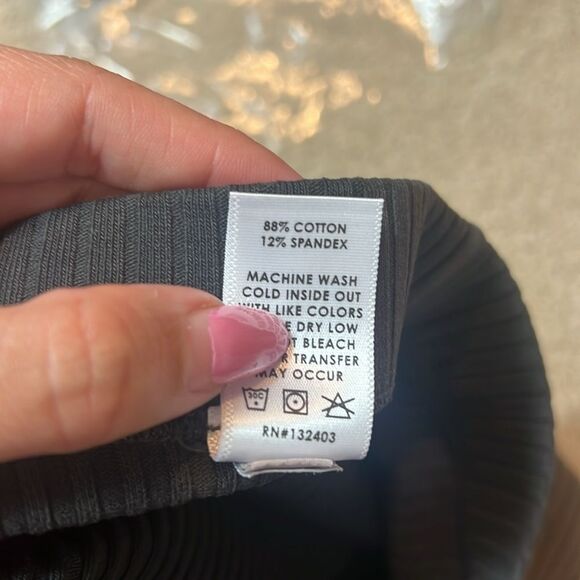 88% COTTON
12% SPANDEX
MACHINE WASH
COLD INSIDE OUT
WITH LIKE COLORS
DRY LOW
BLEACH
TRANSFER
MAY OCCUR
30C
RN#132403